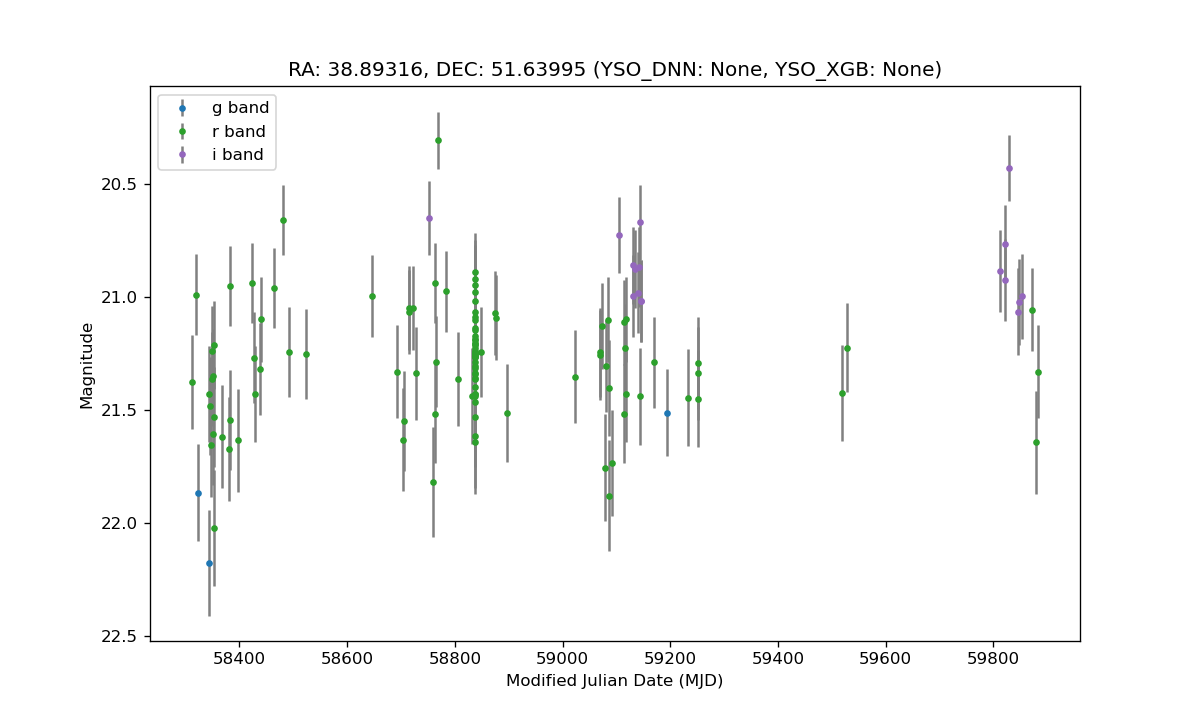 RA: 38.89316, DEC: 51.63995 (YSO_DNN: None, YSO_XGB: None)
g band
r band
i band
20.5
21.0
21.5
22.0
22.5
Magnitude
58400 58600 58800 59000 59200 59400 59600 59800
Modified Julian Date (MJD)